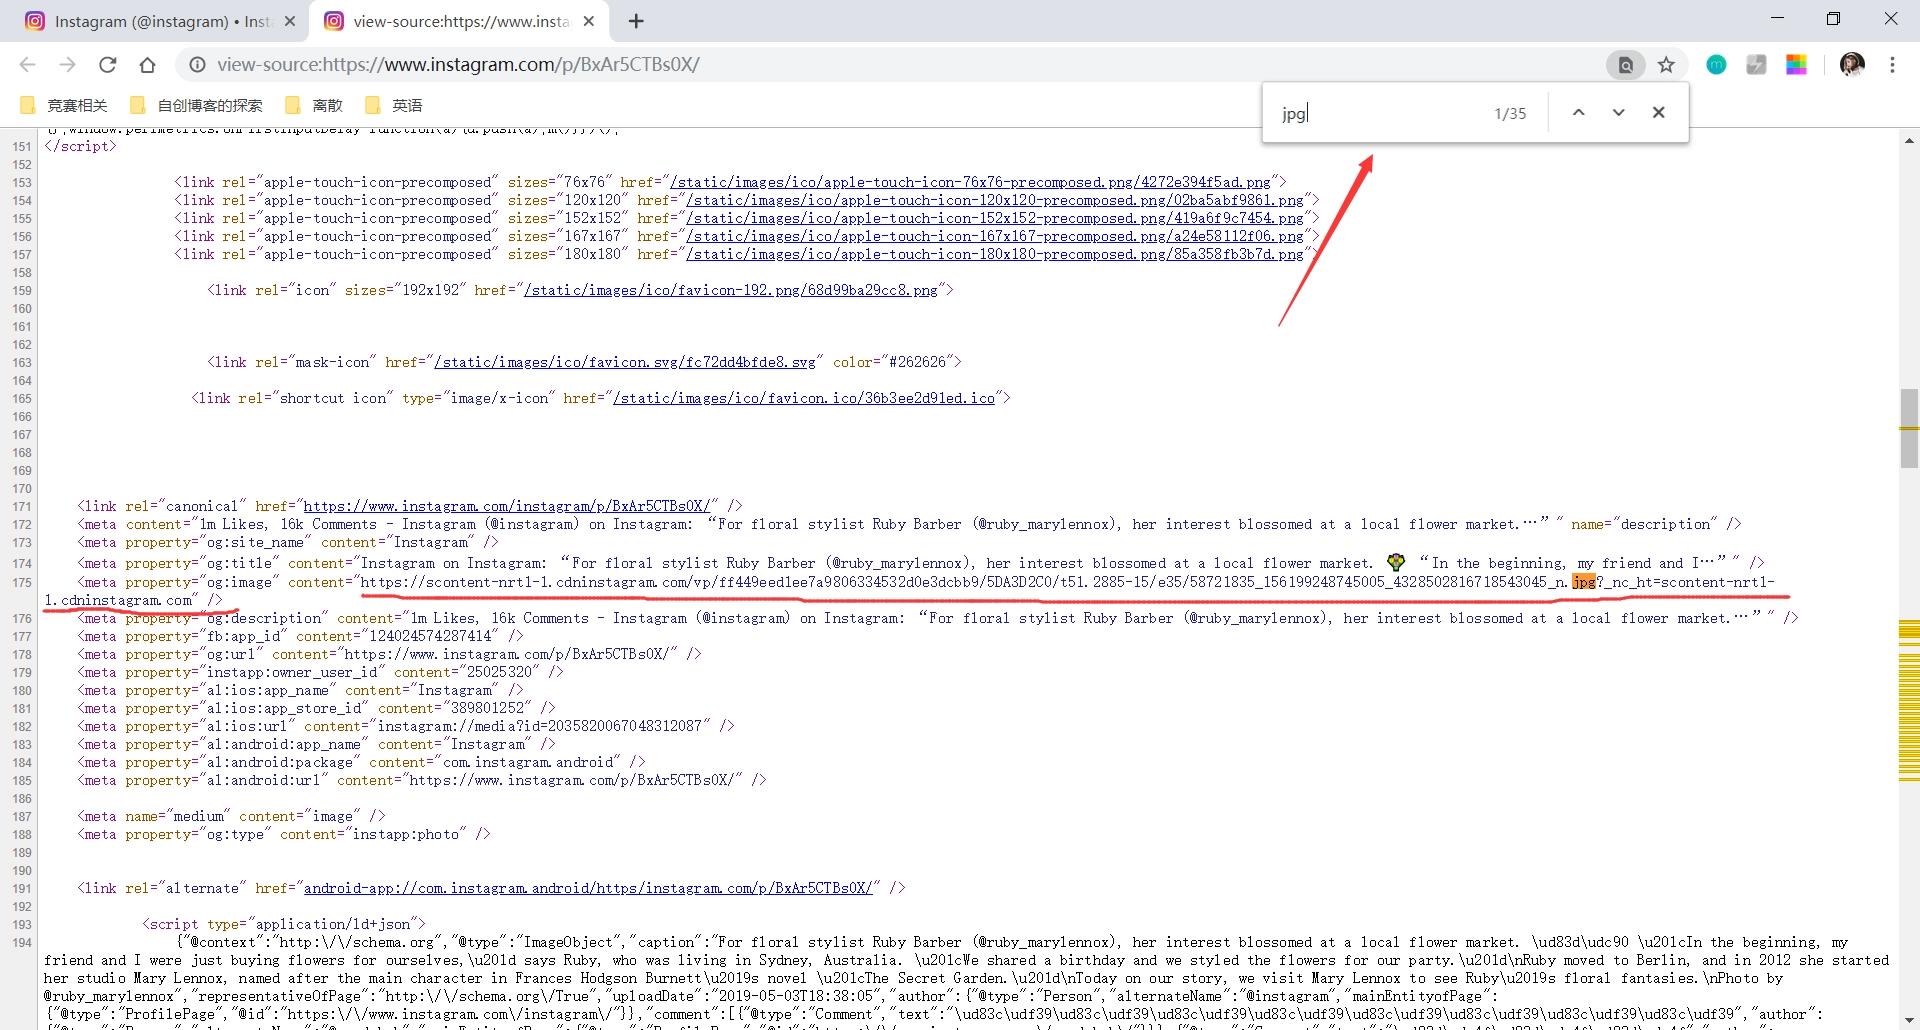 Instagram (@instagram) • Inst
view-source:https://www.insta
view-source:https://www.instagram.com/p/BxAr5CTBs0X/
竞赛相关
自创博客的探索
离散
英语
jpg
1/35
151 </script>
152
153 <link rel="apple-touch-icon-precomposed" sizes="76x76" href="/static/images/ico/apple-touch-icon-76x76-precomposed.png/4272e394f5ad.png">
154 <link rel="apple-touch-icon-precomposed" sizes="120x120" href="/static/images/ico/apple-touch-icon-120x120-precomposed.png/02ba5abf9861.png">
155 <link rel="apple-touch-icon-precomposed" sizes="152x152" href="/static/images/ico/apple-touch-icon-152x152-precomposed.png/419a6f9c7454.png">
156 <link rel="apple-touch-icon-precomposed" sizes="167x167" href="/static/images/ico/apple-touch-icon-167x167-precomposed.png/a24e58112f06.png">
157 <link rel="apple-touch-icon-precomposed" sizes="180x180" href="/static/images/ico/apple-touch-icon-180x180-precomposed.png/85a358fb3b7d.png">
158
159 <link rel="icon" sizes="192x192" href="/static/images/ico/favicon-192.png/68d99ba29cc8.png">
160
161
162
163 <link rel="mask-icon" href="/static/images/ico/favicon.svg/fc72dd4bfde8.svg" color="#262626">
164
165 <link rel="shortcut icon" type="image/x-icon" href="/static/images/ico/favicon.ico/36b3ee2d91ed.ico">
166
167
168
169
170
171 <link rel="canonical" href="https://www.instagram.com/instagram/p/BxAr5CTBs0X/" />
172 <meta content="1m Likes, 16k Comments - Instagram (@instagram) on Instagram: “For floral stylist Ruby Barber (@ruby_marylennox), her interest blossomed at a local flower market.…”" name="description" />
173 <meta property="og:site_name" content="Instagram" />
174 <meta property="og:title" content="Instagram on Instagram: “For floral stylist Ruby Barber (@ruby_marylennox), her interest blossomed at a local flower market. 💐 “In the beginning, my friend and I…”" />
175 <meta property="og:image" content="https://scontent-nrt1-1.cdninstagram.com/vp/ff449eed1ee7a9806334532d0e3dcbb9/5DA3D2C0/t51.2885-15/e35/58721835_156199248745005_4328502816718543045_n.jpg?_nc_ht=scontent-nrt1-
1.cdninstagram.com" />
176 <meta property="og:description" content="1m Likes, 16k Comments - Instagram (@instagram) on Instagram: “For floral stylist Ruby Barber (@ruby_marylennox), her interest blossomed at a local flower market.…”" />
177 <meta property="fb:app_id" content="124024574287414" />
178 <meta property="og:url" content="https://www.instagram.com/p/BxAr5CTBs0X/" />
179 <meta property="instapp:owner_user_id" content="25025320" />
180 <meta property="al:ios:app_name" content="Instagram" />
181 <meta property="al:ios:app_store_id" content="389801252" />
182 <meta property="al:ios:url" content="instagram://media?id=2035820067048312087" />
183 <meta property="al:android:app_name" content="Instagram" />
184 <meta property="al:android:package" content="com.instagram.android" />
185 <meta property="al:android:url" content="https://www.instagram.com/p/BxAr5CTBs0X/" />
186
187 <meta name="medium" content="image" />
188 <meta property="og:type" content="instapp:photo" />
189
190
191 <link rel="alternate" href="android-app://com.instagram.android/https/instagram.com/p/BxAr5CTBs0X/" />
192
193 <script type="application/ld+json">
194 {"@context":"http:\/\/schema.org","@type":"ImageObject","caption":"For floral stylist Ruby Barber (@ruby_marylennox), her interest blossomed at a local flower market. \ud83d\udc90 \u201cIn the beginning, my
friend and I were just buying flowers for ourselves,\u201d says Ruby, who was living in Sydney, Australia. \u201cWe shared a birthday and we styled the flowers for our party.\u201d\nRuby moved to Berlin, and in 2012 she started
her studio Mary Lennox, named after the main character in Frances Hodgson Burnett\u2019s novel \u201cThe Secret Garden.\u201d\nToday on our story, we visit Mary Lennox to see Ruby\u2019s floral fantasies.\nPhoto by
@ruby_marylennox","representativeOfPage":"http:\/\/schema.org\/True","uploadDate":"2019-05-03T18:38:05","author":{"@type":"Person","alternateName":"@instagram","mainEntityofPage":
{"@type":"ProfilePage","@id":"https:\/\/www.instagram.com\/instagram\/"}},"comment":[{"@type":"Comment","text":"\ud83c\udf39\ud83c\udf39\ud83c\udf39\ud83c\udf39\ud83c\udf39\ud83c\udf39\ud83c\udf39\ud83c\udf39","author":